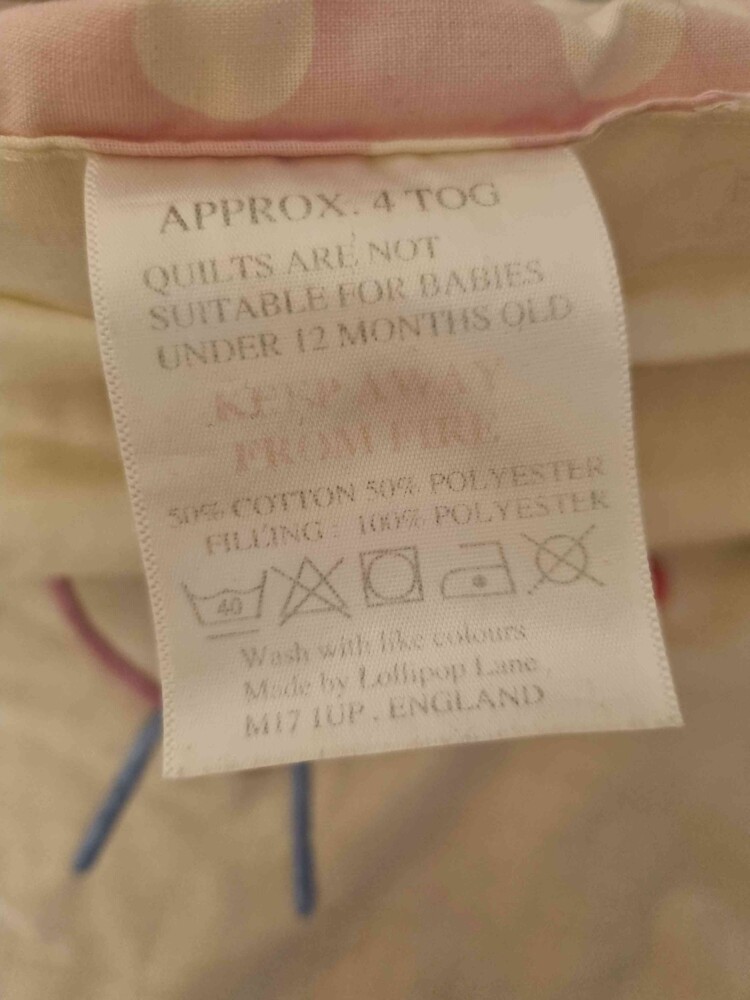 APPROX. 4 TOG
QUILTS ARE NOT
SUITABLE FOR BABIES
UNDER 12 MONTHS OLD
KEEP AWAY
FROM FIRE
50% COTTON 50% POLYESTER
FILLING : 100% POLYESTER
40
Wash with like colours
Made by Lollipop Lane,
M17 1UP . ENGLAND